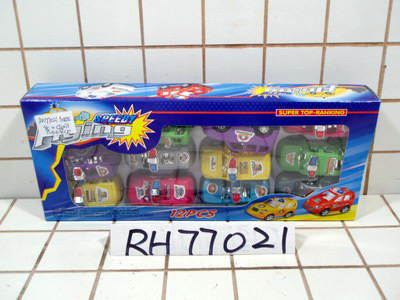 SPEED
Flying
SUPER TOP-RANKING
12PCS
RH77021